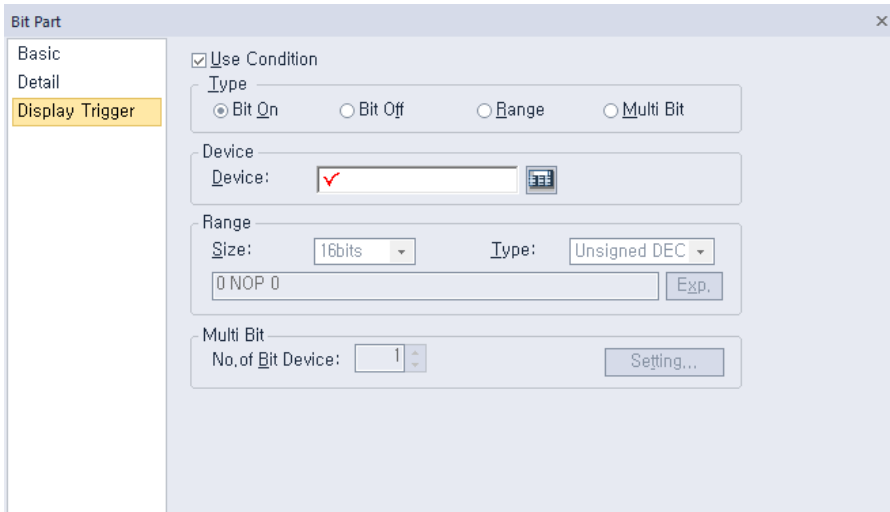 Bit Part
Basic
Detail
Display Trigger
Use Condition
Type
Bit On Bit Off Range Multi Bit
Device
Device:
Range
Size: 16bits Type: Unsigned DEC
0 NOP 0 Exp.
Multi Bit
No.of Bit Device: 1 Setting...